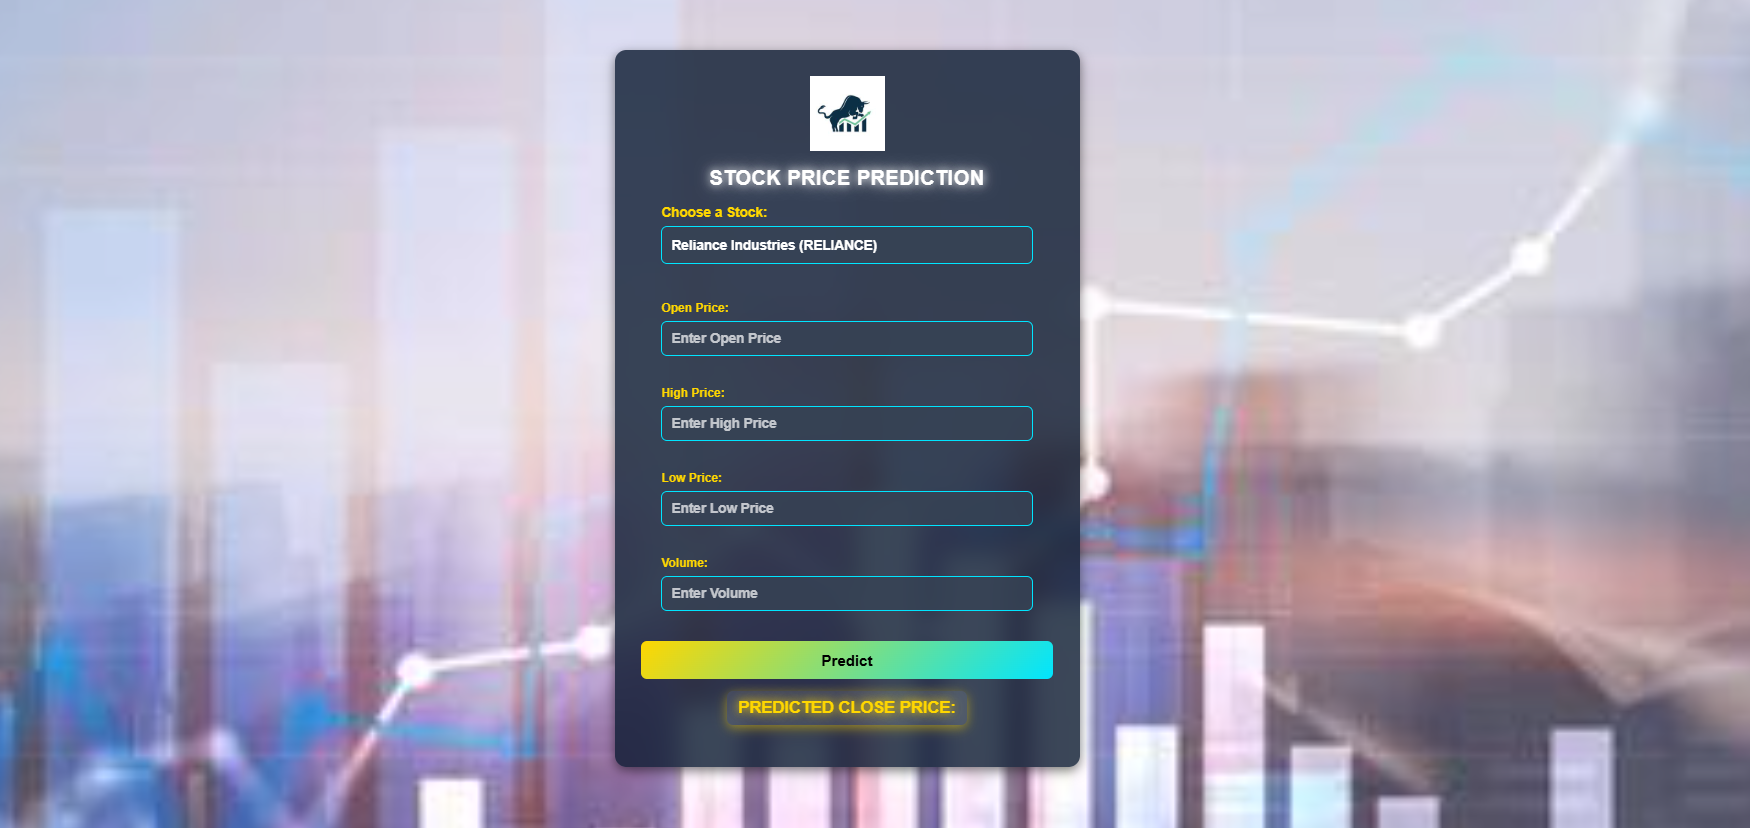 STOCK PRICE PREDICTION
Choose a Stock:
Reliance Industries (RELIANCE)
Open Price:
Enter Open Price
High Price:
Enter High Price
Low Price:
Enter Low Price
Volume:
Enter Volume
Predict
PREDICTED CLOSE PRICE: